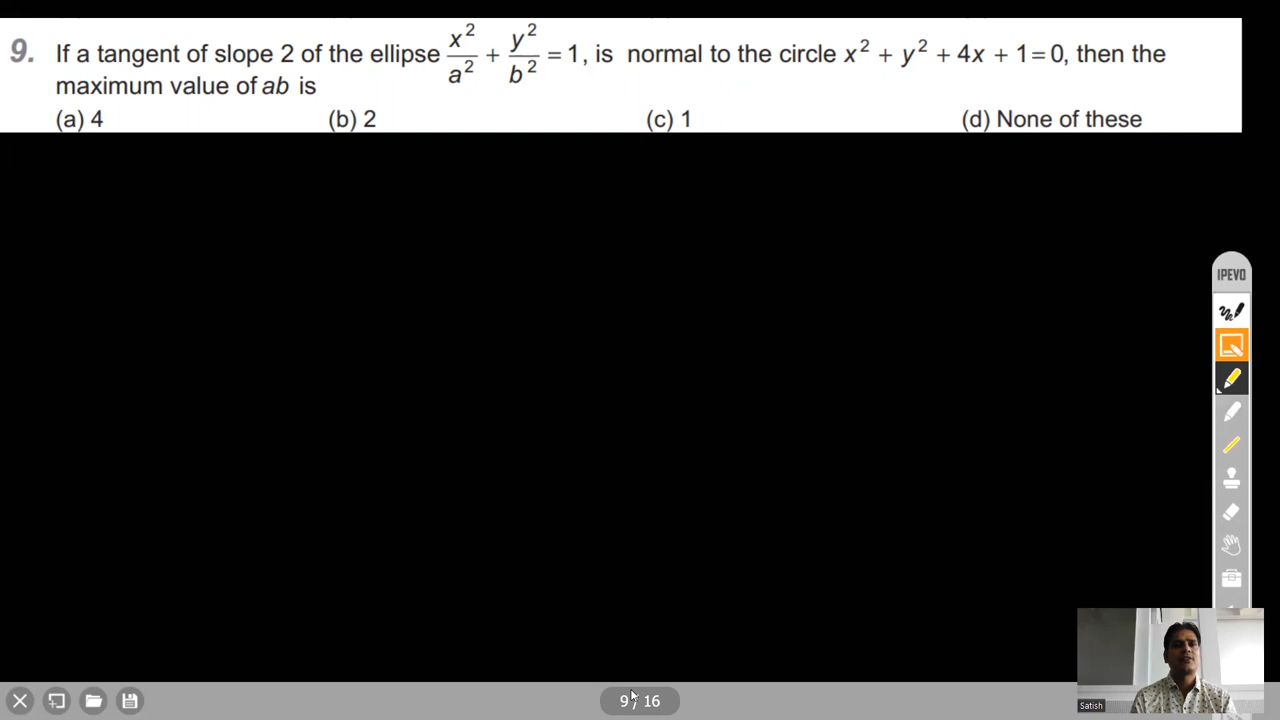 9. If a tangent of slope 2 of the ellipse x²/a² + y²/b² = 1, is normal to the circle x² + y² + 4x + 1 = 0, then the
maximum value of ab is
(a) 4 (b) 2 (c) 1 (d) None of these
IPEVO
Satish
9 / 16